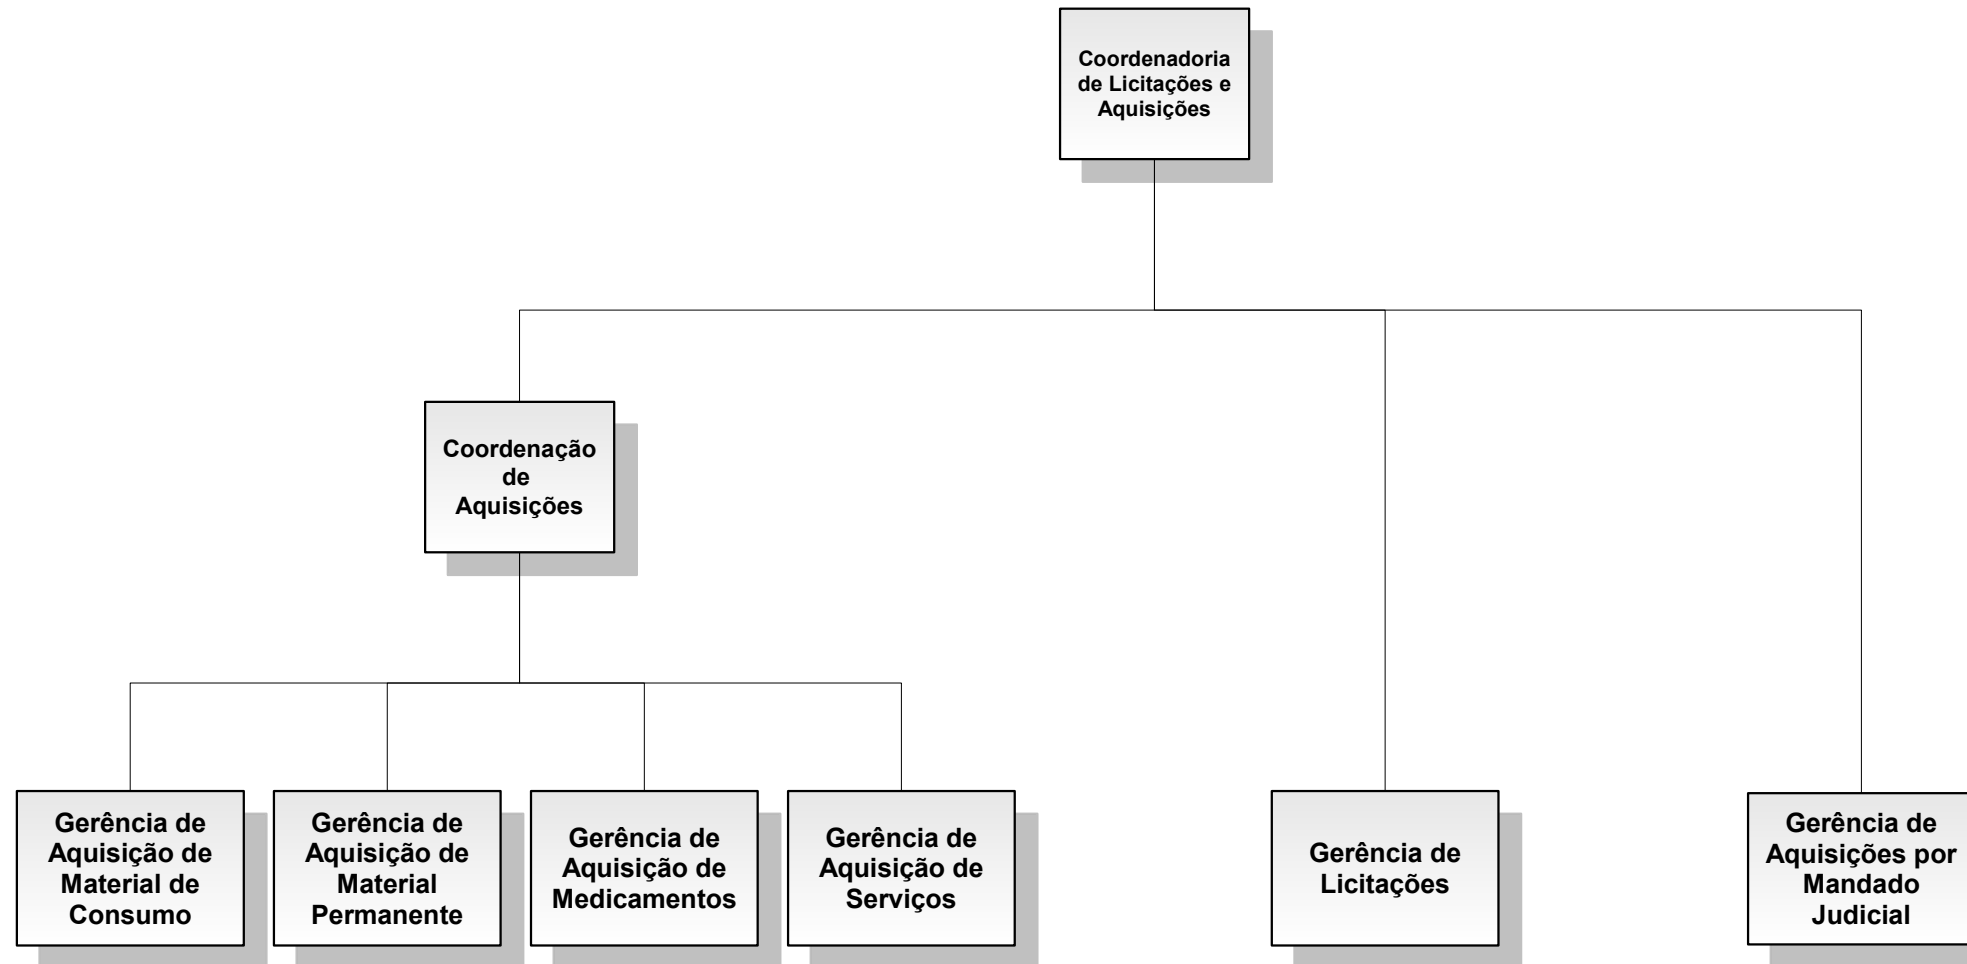 Coordenadoria
de Licitações e
Aquisições
Coordenação
de
Aquisições
Gerência de
Aquisição de
Material de
Consumo
Gerência de
Aquisição de
Material
Permanente
Gerência de
Aquisição de
Medicamentos
Gerência de
Aquisição de
Serviços
Gerência de
Licitações
Gerência de
Aquisições por
Mandado
Judicial